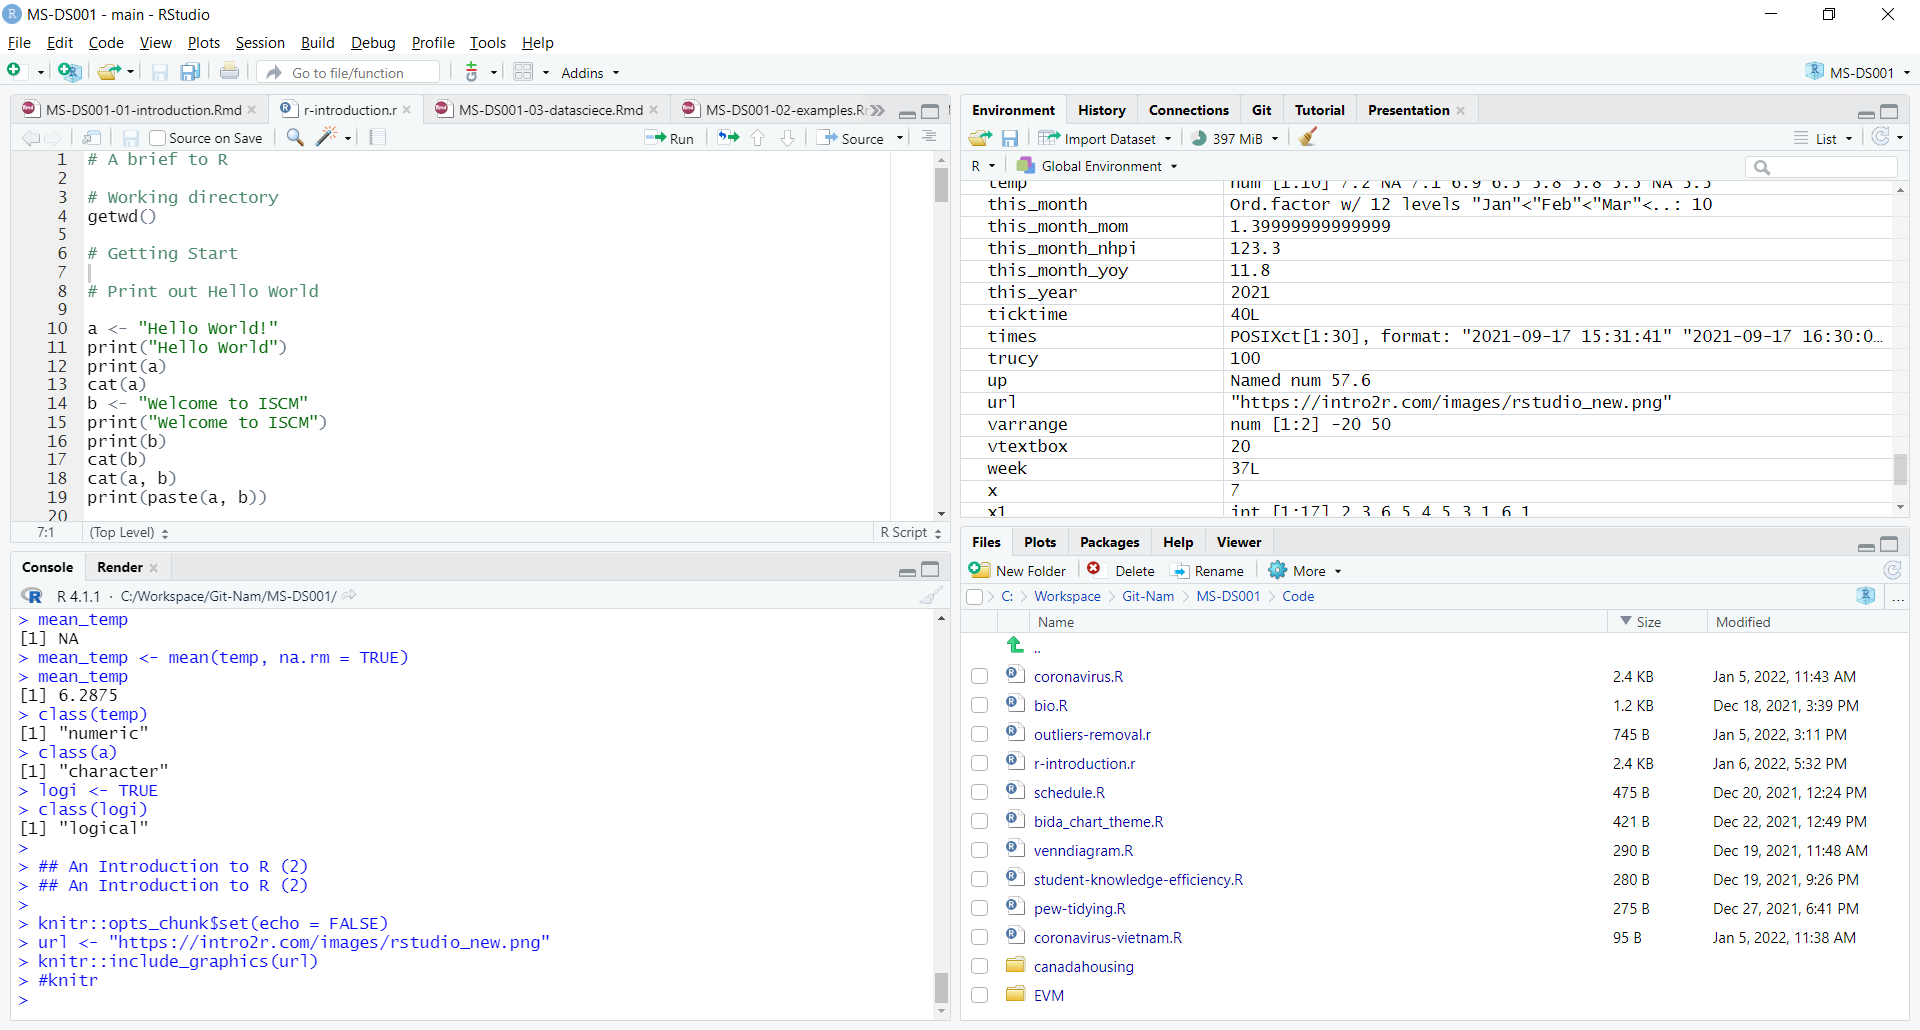 MS-DS001 - main - RStudio
File Edit Code View Plots Session Build Debug Profile Tools Help
Go to file/function Addins MS-DS001
MS-DS001-01-introduction.Rmd r-introduction.r MS-DS001-03-datasciece.Rmd MS-DS001-02-examples.R
Source on Save Run Source
1 # A brief to R
2
3 # Working directory
4 getwd()
5
6 # Getting Start
7
8 # Print out Hello World
9
10 a <- "Hello World!"
11 print("Hello World")
12 print(a)
13 cat(a)
14 b <- "Welcome to ISCM"
15 print("Welcome to ISCM")
16 print(b)
17 cat(b)
18 cat(a, b)
19 print(paste(a, b))
20
7:1 (Top Level) R Script
Console Render
R 4.1.1 · C:/Workspace/Git-Nam/MS-DS001/
> mean_temp
[1] NA
> mean_temp <- mean(temp, na.rm = TRUE)
> mean_temp
[1] 6.2875
> class(temp)
[1] "numeric"
> class(a)
[1] "character"
> logi <- TRUE
> class(logi)
[1] "logical"
>
> ## An Introduction to R (2)
> ## An Introduction to R (2)
>
> knitr::opts_chunk$set(echo = FALSE)
> url <- "https://intro2r.com/images/rstudio_new.png"
> knitr::include_graphics(url)
> #knitr
>
Environment History Connections Git Tutorial Presentation
Import Dataset 397 MiB List
R Global Environment
temp num [1:10] 7.2 NA 7.1 6.9 6.5 5.8 5.8 5.5 NA 5.5
this_month Ord.factor w/ 12 levels "Jan"<"Feb"<"Mar"<..: 10
this_month_mom 1.39999999999999
this_month_nhpi 123.3
this_month_yoy 11.8
this_year 2021
ticktime 40L
times POSIXct[1:30], format: "2021-09-17 15:31:41" "2021-09-17 16:30:0…
trucy 100
up Named num 57.6
url "https://intro2r.com/images/rstudio_new.png"
varrange num [1:2] -20 50
vtextbox 20
week 37L
x 7
x1 int [1:17] 2 3 6 5 4 5 3 1 6 1
Files Plots Packages Help Viewer
New Folder Delete Rename More
C: Workspace Git-Nam MS-DS001 Code ...
Name Size Modified
..
coronavirus.R 2.4 KB Jan 5, 2022, 11:43 AM
bio.R 1.2 KB Dec 18, 2021, 3:39 PM
outliers-removal.r 745 B Jan 5, 2022, 3:11 PM
r-introduction.r 2.4 KB Jan 6, 2022, 5:32 PM
schedule.R 475 B Dec 20, 2021, 12:24 PM
bida_chart_theme.R 421 B Dec 22, 2021, 12:49 PM
venndiagram.R 290 B Dec 19, 2021, 11:48 AM
student-knowledge-efficiency.R 280 B Dec 19, 2021, 9:26 PM
pew-tidying.R 275 B Dec 27, 2021, 6:41 PM
coronavirus-vietnam.R 95 B Jan 5, 2022, 11:38 AM
canadahousing
EVM